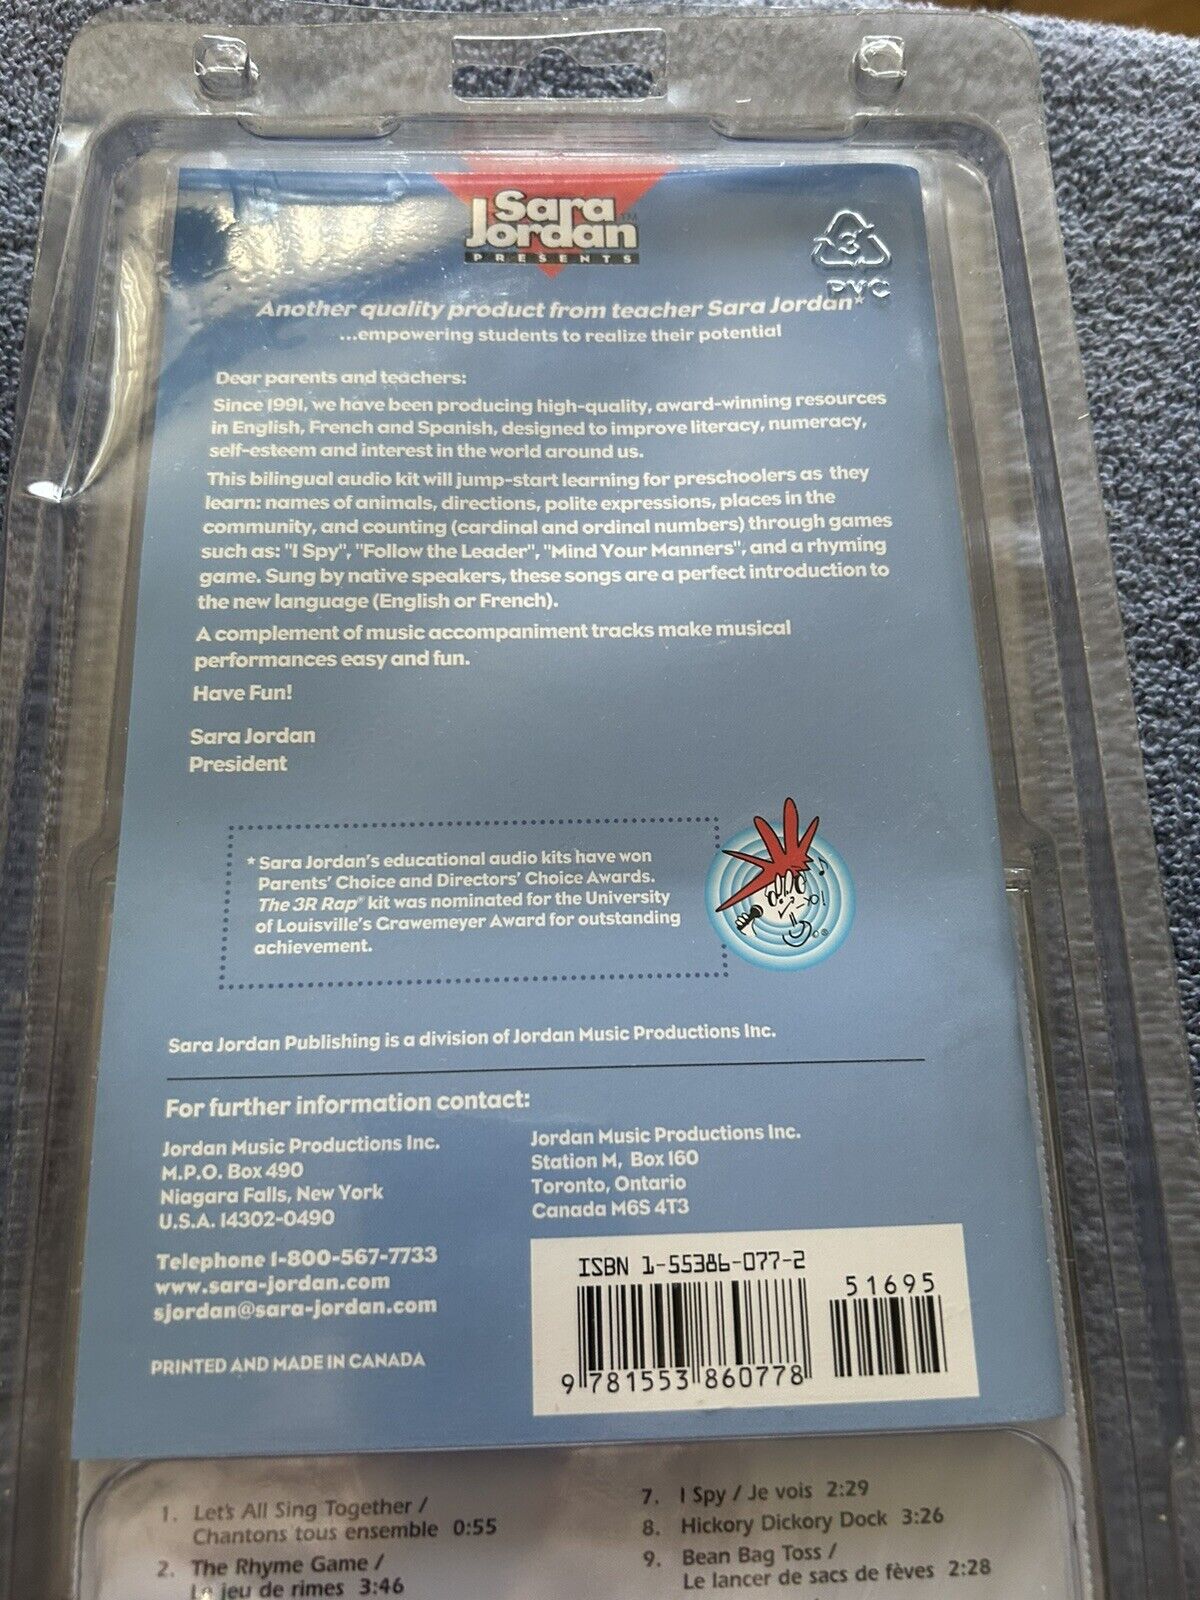 Sara
Jordan™
PRESENTS
3
PVC
Another quality product from teacher Sara Jordan*
...empowering students to realize their potential
Dear parents and teachers:
Since 1991, we have been producing high-quality, award-winning resources
in English, French and Spanish, designed to improve literacy, numeracy,
self-esteem and interest in the world around us.
This bilingual audio kit will jump-start learning for preschoolers as they
learn: names of animals, directions, polite expressions, places in the
community, and counting (cardinal and ordinal numbers) through games
such as: "I Spy", "Follow the Leader", "Mind Your Manners", and a rhyming
game. Sung by native speakers, these songs are a perfect introduction to
the new language (English or French).
A complement of music accompaniment tracks make musical
performances easy and fun.
Have Fun!
Sara Jordan
President
* Sara Jordan's educational audio kits have won
Parents' Choice and Directors' Choice Awards.
The 3R Rap® kit was nominated for the University
of Louisville's Grawemeyer Award for outstanding
achievement.
Yo!
Sara Jordan Publishing is a division of Jordan Music Productions Inc.
For further information contact:
Jordan Music Productions Inc.
M.P.O. Box 490
Niagara Falls, New York
U.S.A. 14302-0490
Jordan Music Productions Inc.
Station M, Box 160
Toronto, Ontario
Canada M6S 4T3
Telephone 1-800-567-7733
www.sara-jordan.com
sjordan@sara-jordan.com
PRINTED AND MADE IN CANADA
ISBN 1-55386-077-2
51695
9 781553 860778
1. Let's All Sing Together /
Chantons tous ensemble 0:55
2. The Rhyme Game /
Le jeu de rimes 3:46
7. I Spy / Je vois 2:29
8. Hickory Dickory Dock 3:26
9. Bean Bag Toss /
Le lancer de sacs de fèves 2:28